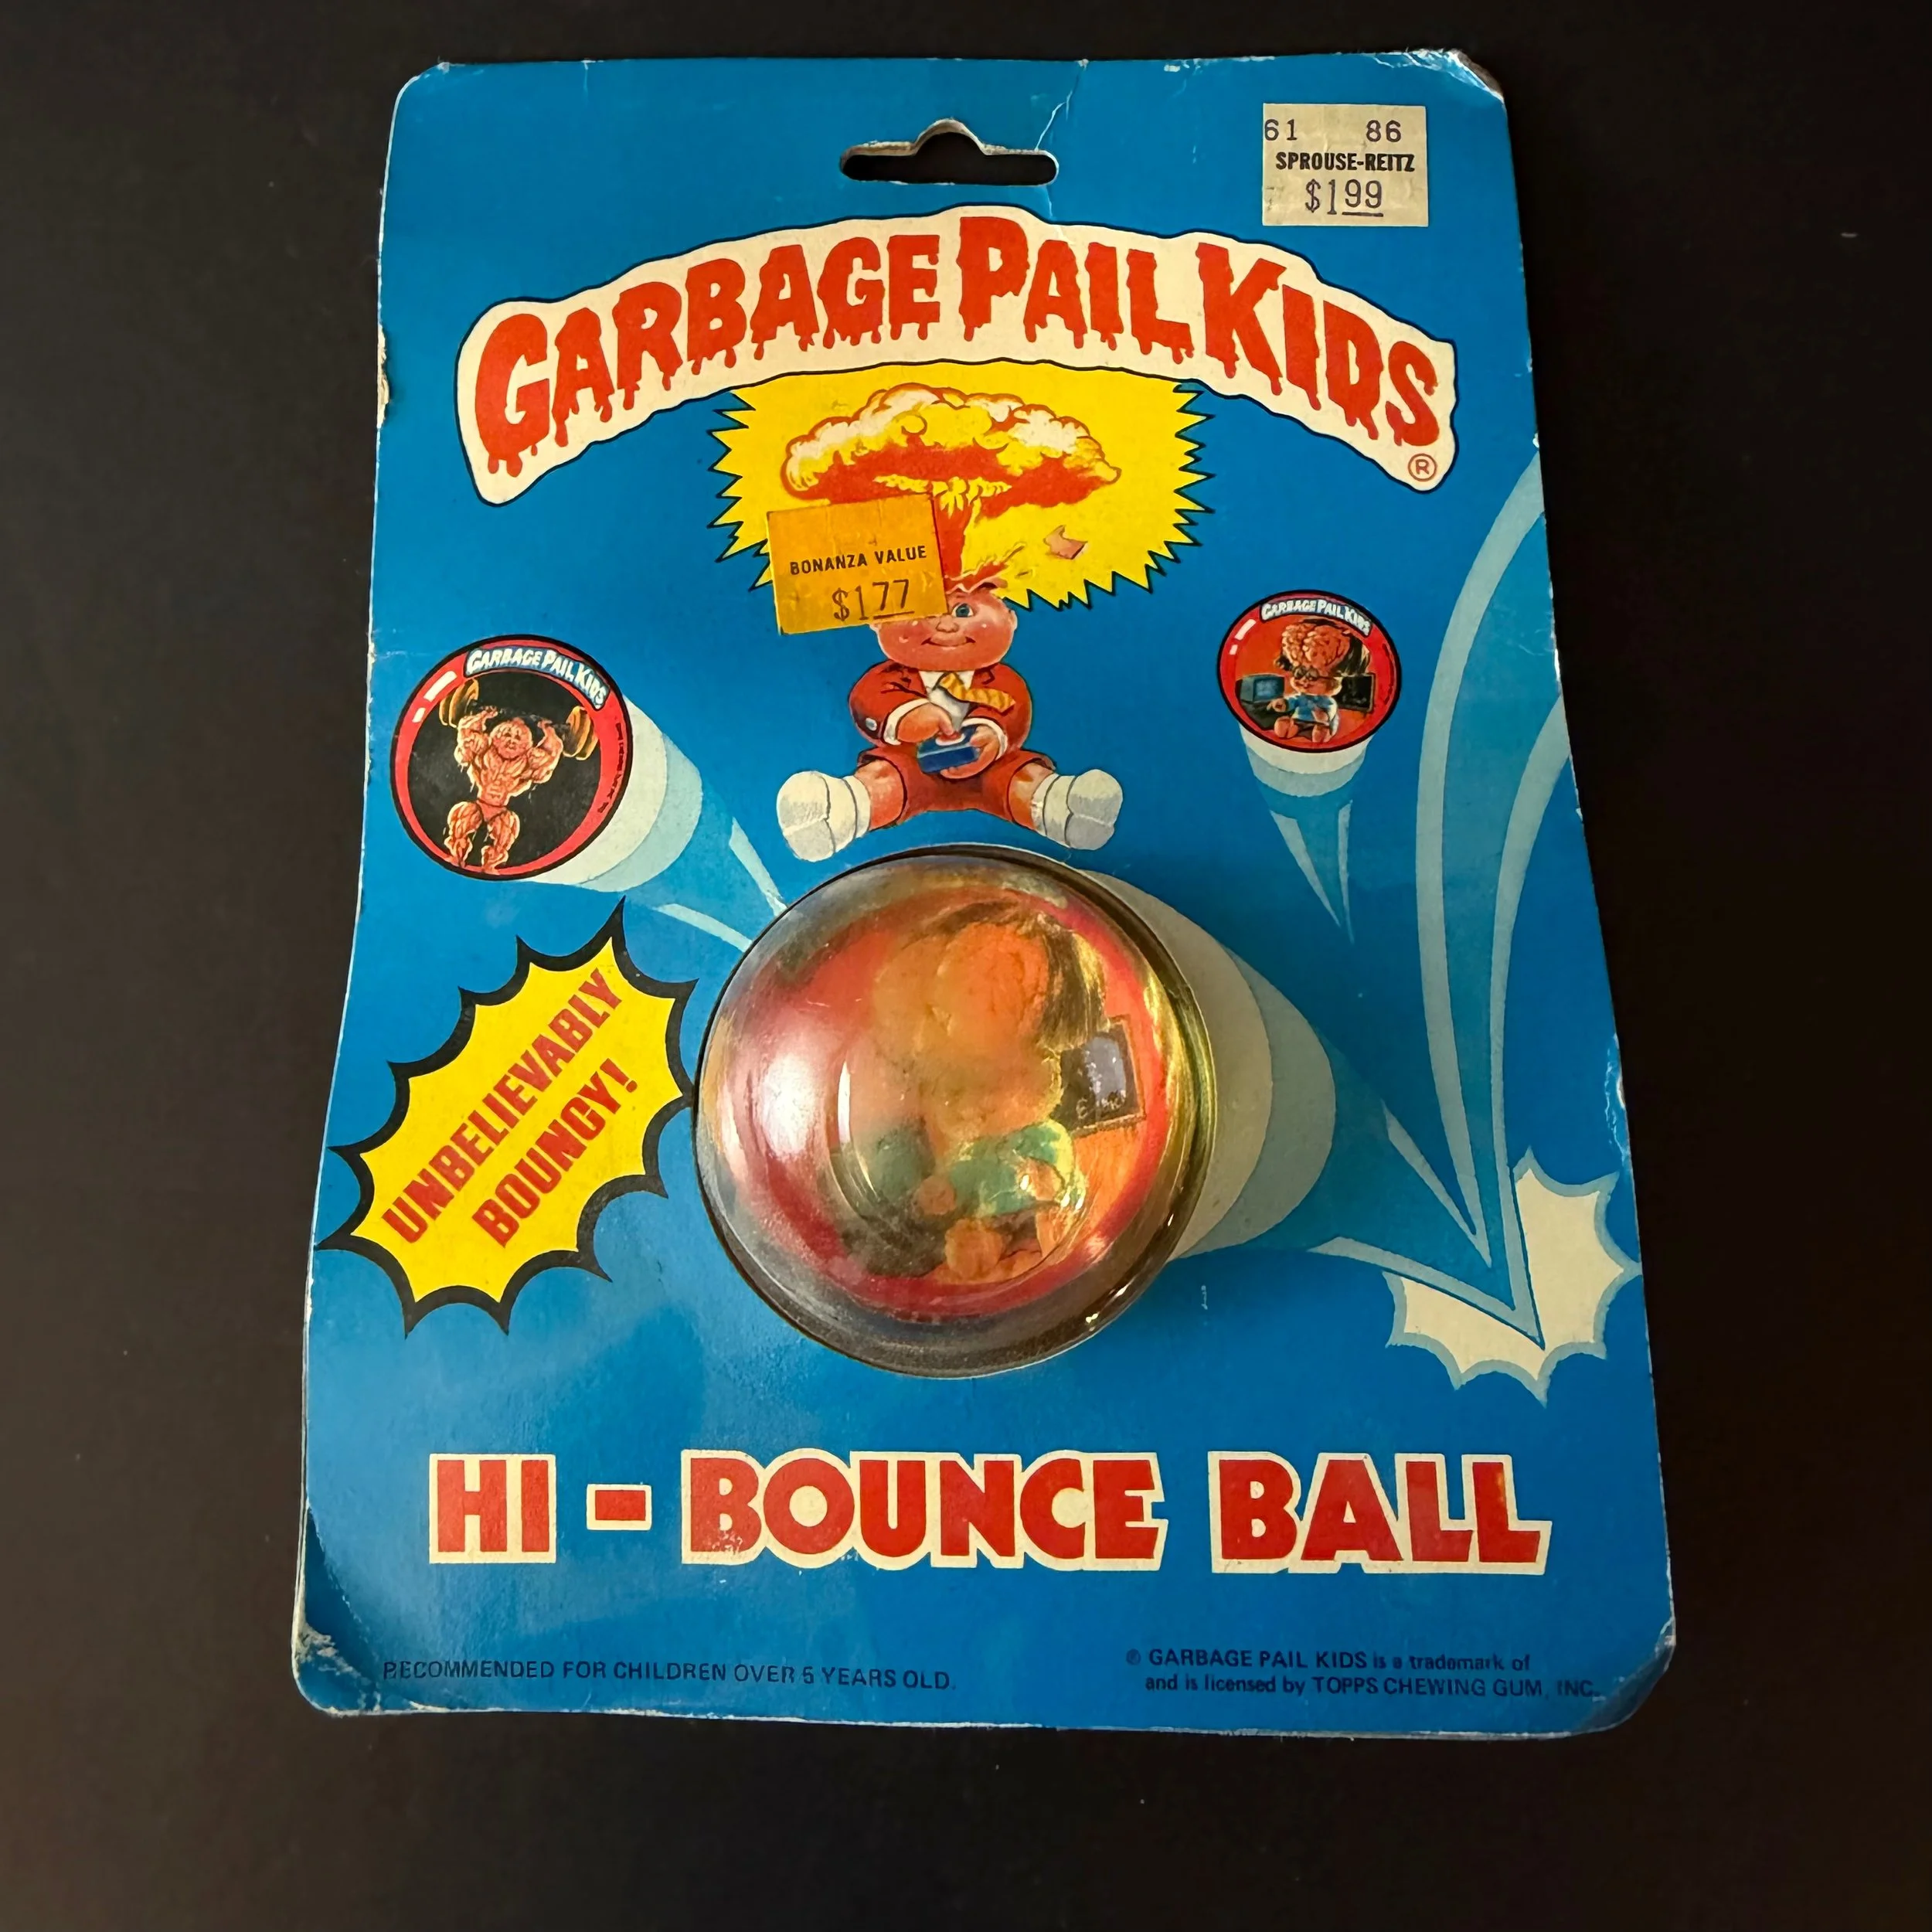 61 86
SPROUSE-REITZ
$1.99
GARBAGE PAIL KIDS
®
BONANZA VALUE
$1.77
GARBAGE PAIL KIDS
GARBAGE PAIL KIDS
UNBELIEVABLY
BOUNCY!
HI - BOUNCE BALL
RECOMMENDED FOR CHILDREN OVER 5 YEARS OLD.
® GARBAGE PAIL KIDS is a trademark of
and is licensed by TOPPS CHEWING GUM, INC.